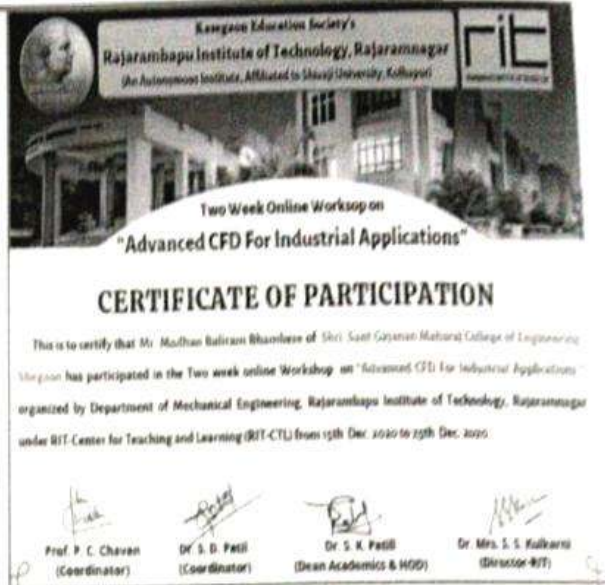 Kasegaon Education Society's
Rajarambapu Institute of Technology, Rajaramnagar
(An Autonomous Institute, Affiliated to Shivaji University, Kolhapur)
rit
Two Week Online Worksop on
"Advanced CFD For Industrial Applications"
CERTIFICATE OF PARTICIPATION
This is to certify that Mr. Baliram of Shri. Sant Gajanan Maharaj College of Engineering
has participated in the Two week online Workshop on "Advanced CFD For Industrial Applications"
organized by Department of Mechanical Engineering, Rajarambapu Institute of Technology, Rajaramnagar
under RIT-Center for Teaching and Learning (RIT-CTL) from 15th Dec. 2020 to 25th Dec. 2020
Prof. P. C. Chavan
(Coordinator)
Dr. S. D. Patil
(Coordinator)
Dr. S. K. Patil
(Dean Academics & HOD)
Dr. Mrs. S. S. Kulkarni
(Director-RIT)